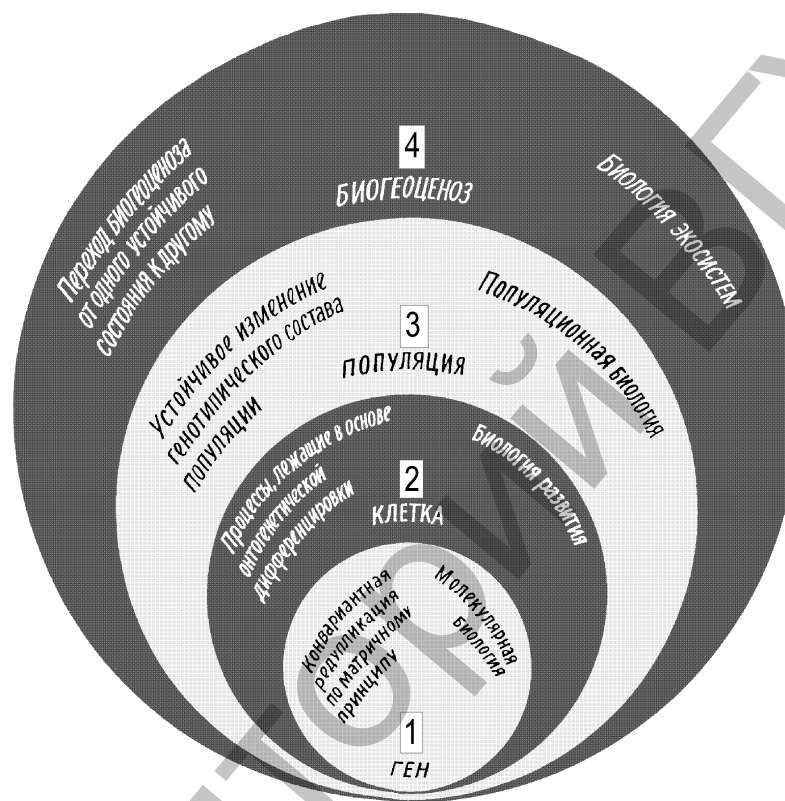 4
БИОГЕОЦЕНОЗ
Переход биогеоценоза
от одного устойчивого
состояния к другому
Биология экосистем
3
ПОПУЛЯЦИЯ
Устойчивое изменение
генотипического состава
популяции
Популяционная биология
2
КЛЕТКА
Процессы, лежащие в основе
онтогенетической
дифференцировки
Биология развития
Конвариантная
редупликация
по матричному
принципу
Молекулярная
биология
1
ГЕН
ТОРИЙ ВГУ